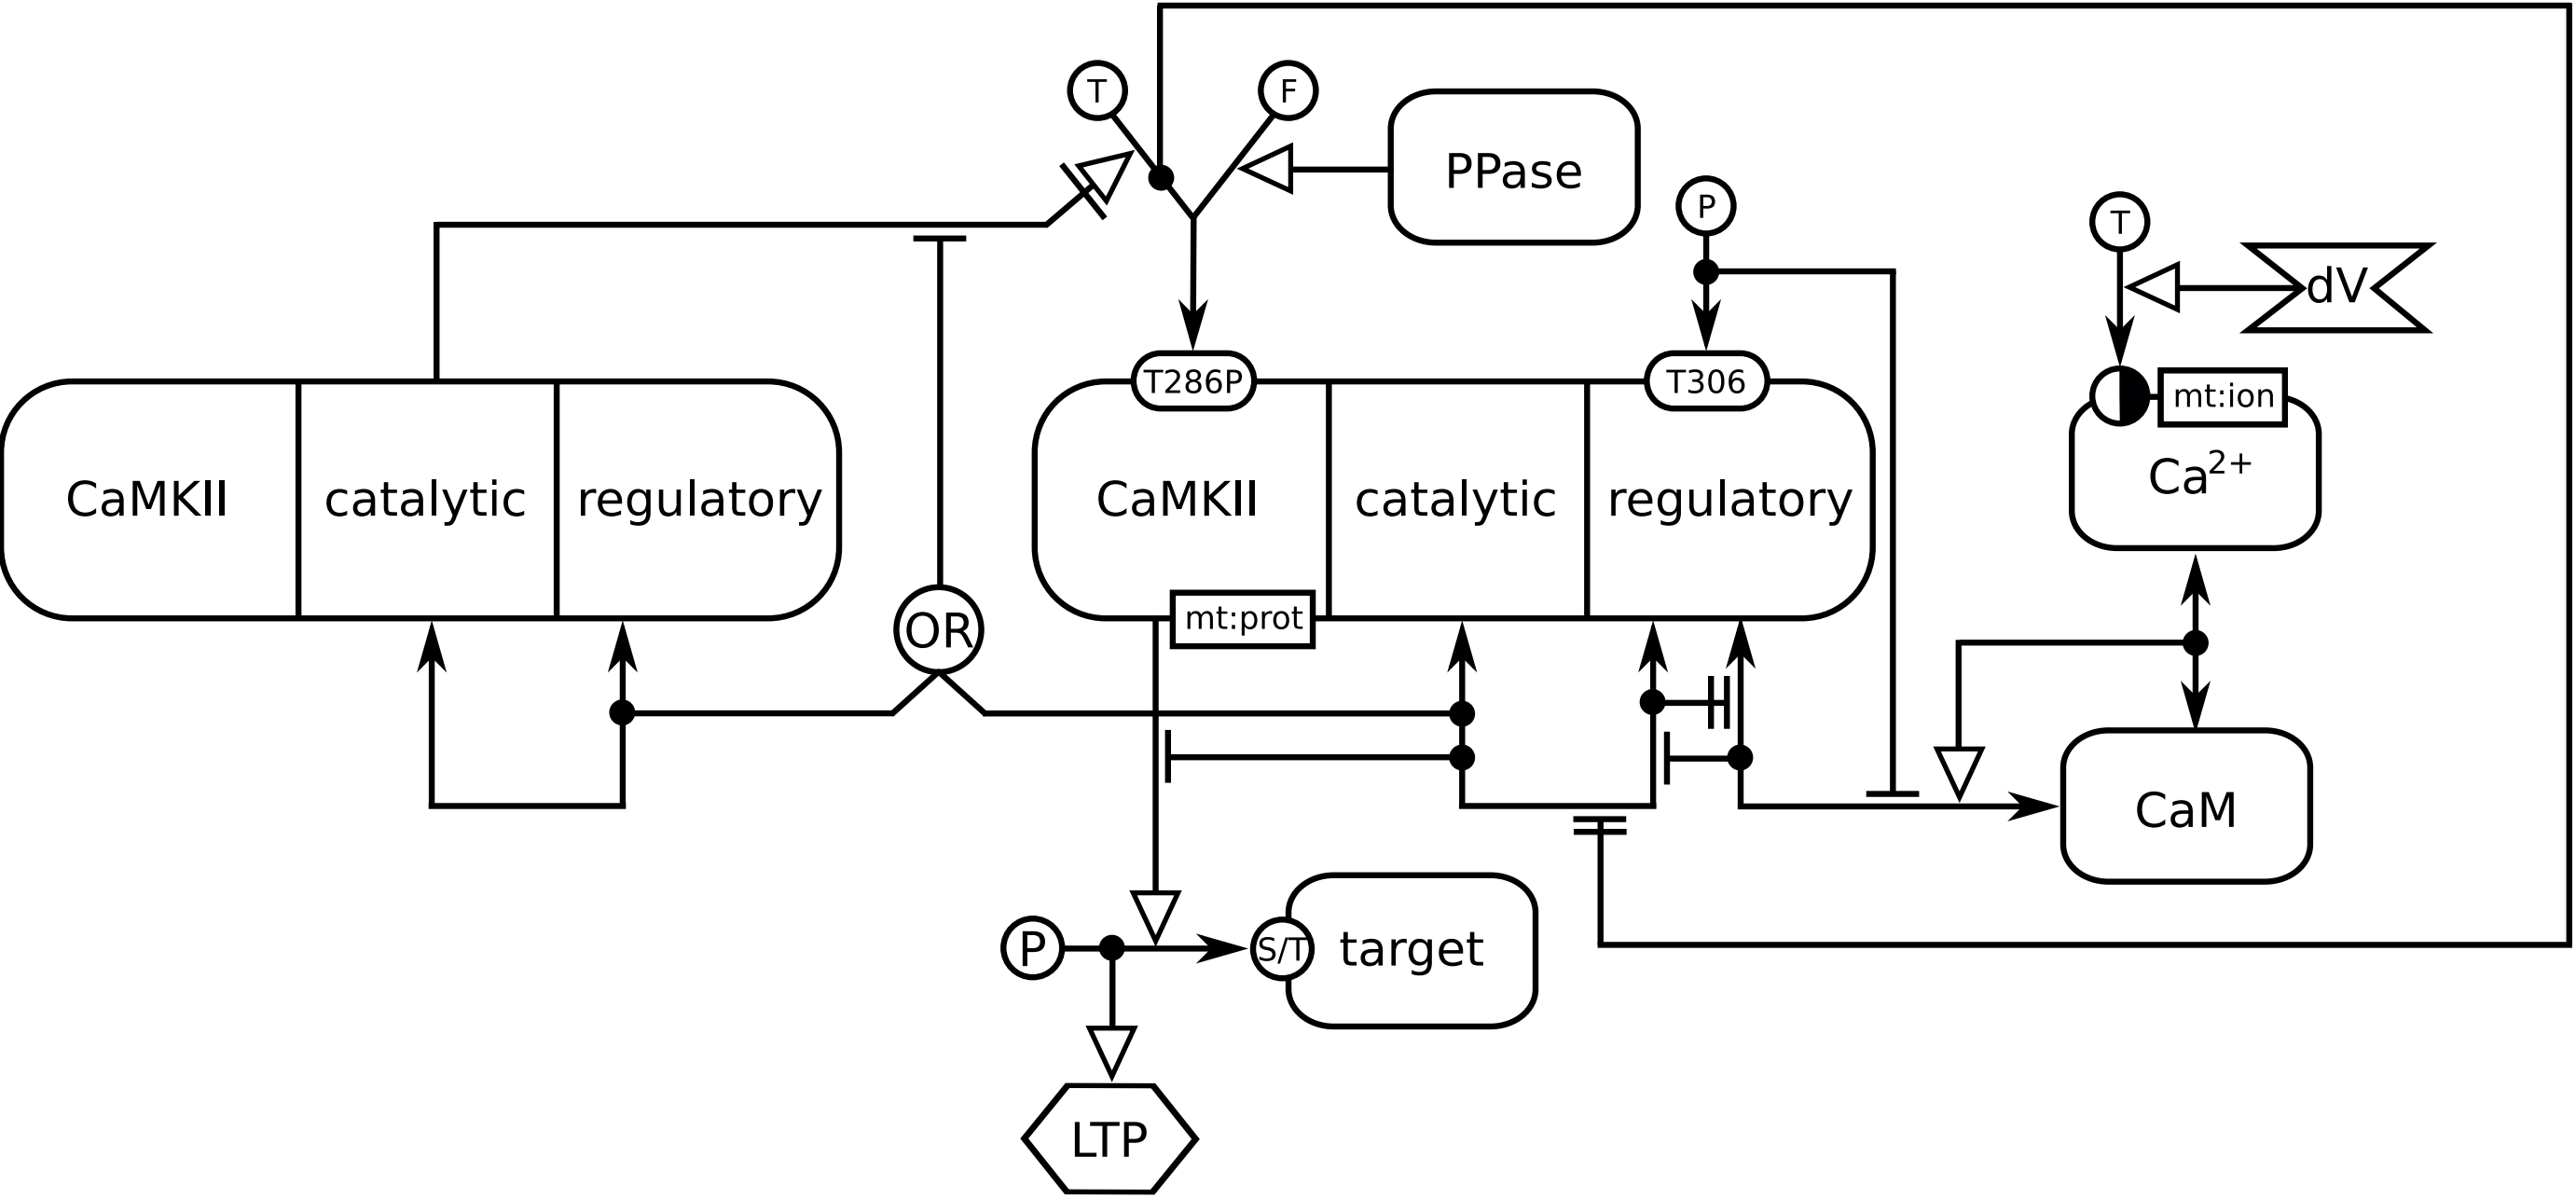 T
F
PPase
P
T
dV
T286P
T306
mt:ion
CaMKII
catalytic
regulatory
CaMKII
catalytic
regulatory
Ca²⁺
mt:prot
OR
CaM
P
S/T
target
LTP